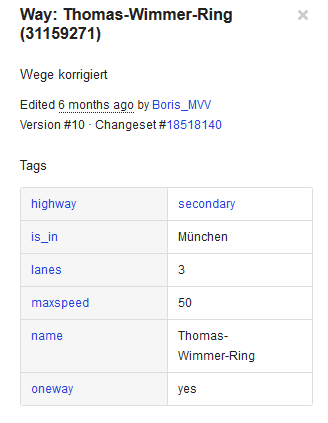 Way: Thomas-Wimmer-Ring
(31159271)
×
Wege korrigiert
Edited 6 months ago by Boris_MVV
Version #10 · Changeset #18518140
Tags
highway secondary
is_in München
lanes 3
maxspeed 50
name Thomas-
Wimmer-Ring
oneway yes